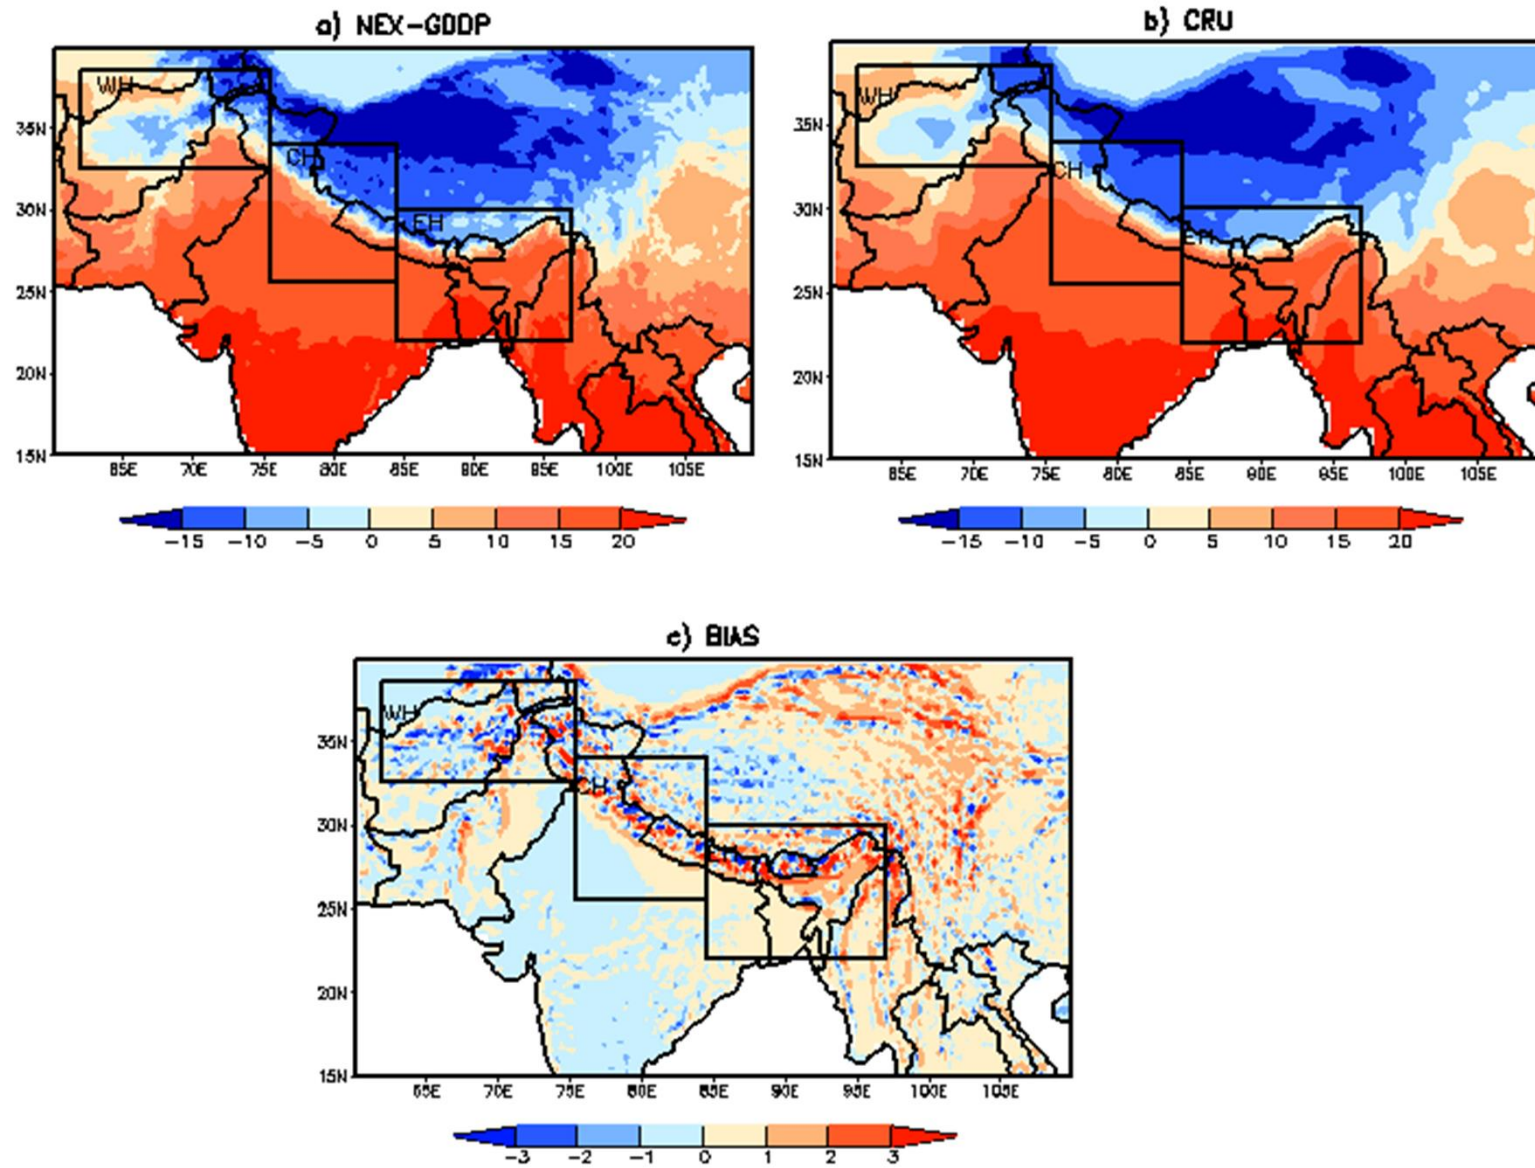 a) NEX-GDDP
WH
CH
EH
35N
30N
25N
20N
15N
65E 70E 75E 80E 85E 90E 95E 100E 105E
-15 -10 -5 0 5 10 15 20
b) CRU
WH
CH
EH
35N
30N
25N
20N
15N
65E 70E 75E 80E 85E 90E 95E 100E 105E
-15 -10 -5 0 5 10 15 20
c) BIAS
WH
CH
35N
30N
25N
20N
15N
65E 70E 75E 80E 85E 90E 95E 100E 105E
-3 -2 -1 0 1 2 3